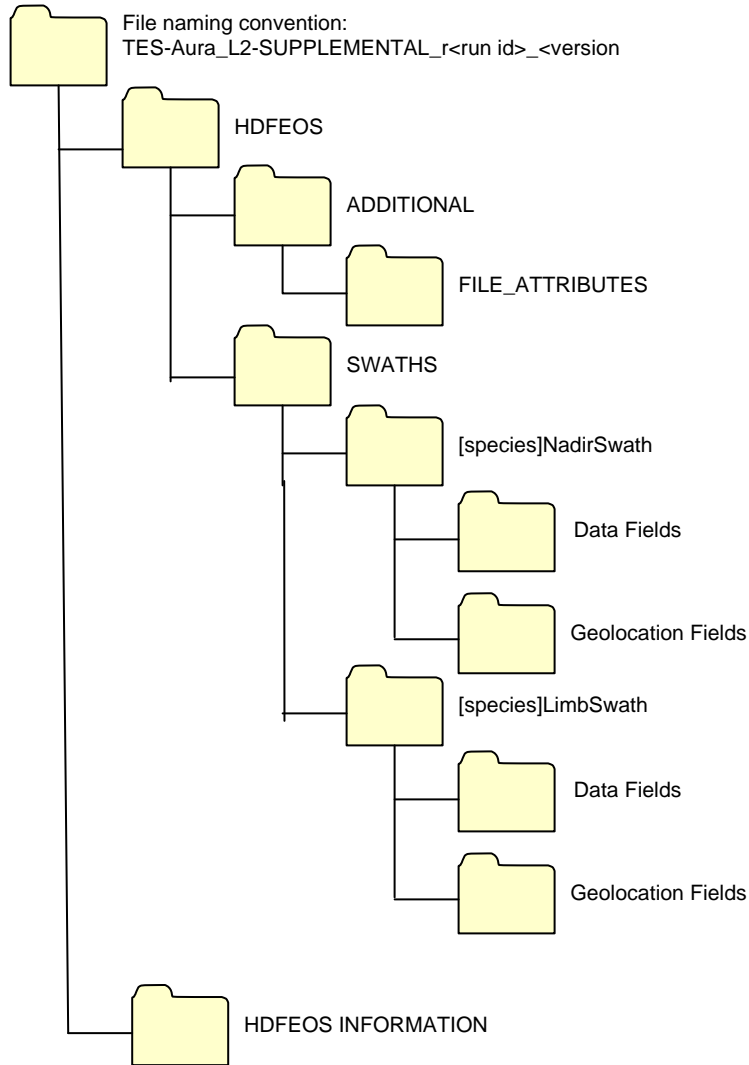 File naming convention:
TES-Aura_L2-SUPPLEMENTAL_r<run id>_<version
HDFEOS
ADDITIONAL
FILE_ATTRIBUTES
SWATHS
[species]NadirSwath
Data Fields
Geolocation Fields
[species]LimbSwath
Data Fields
Geolocation Fields
HDFEOS INFORMATION